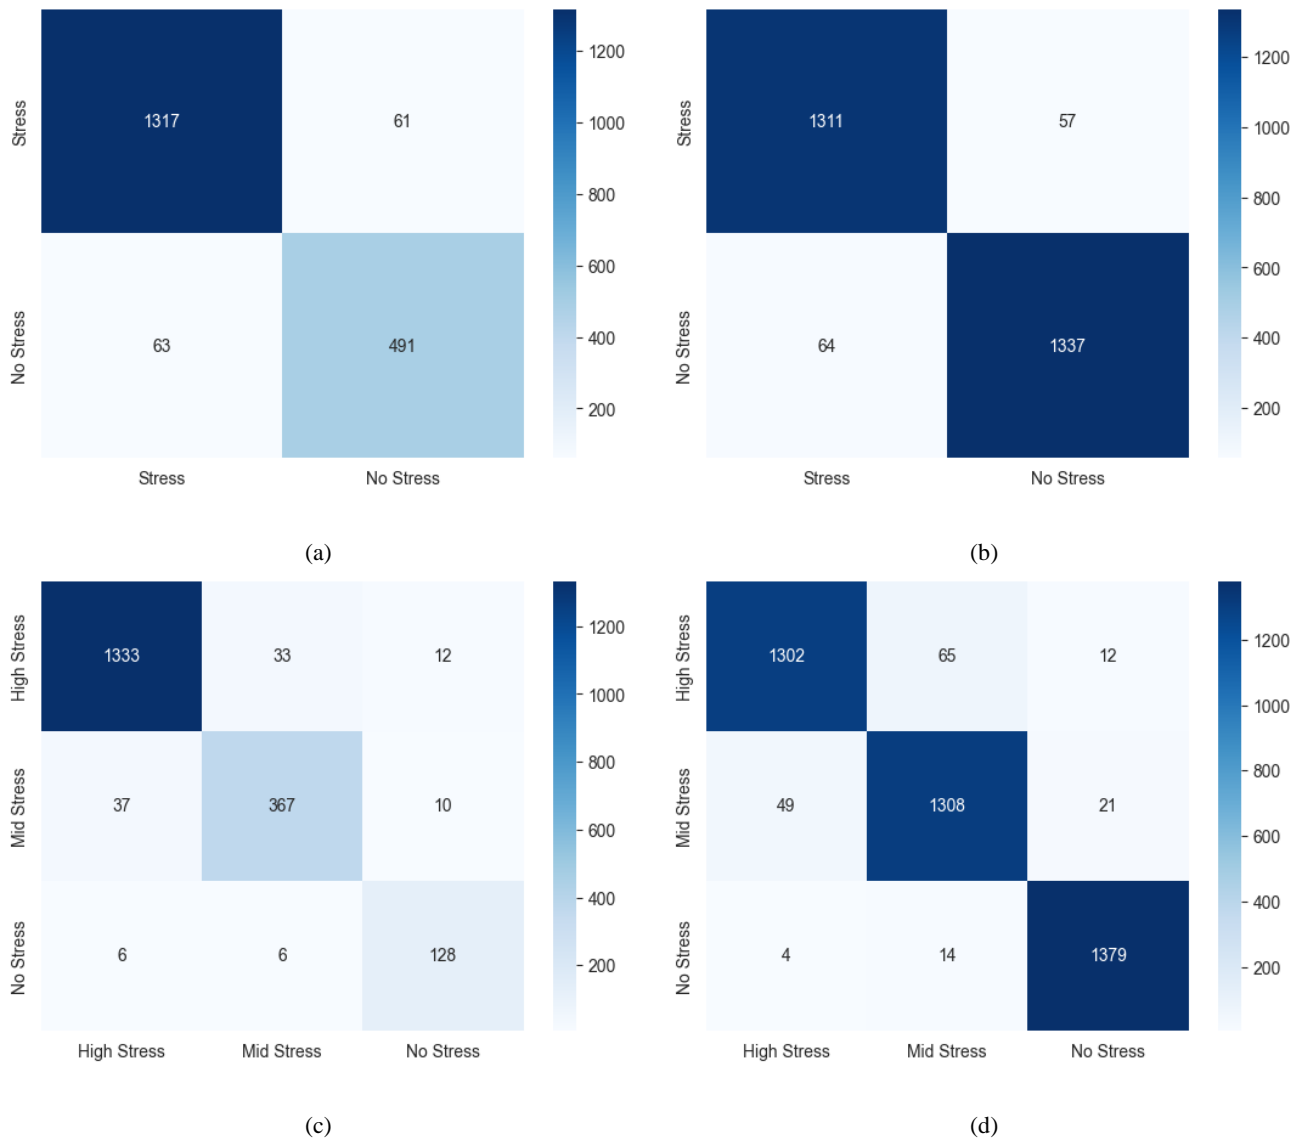 Stress
1317
61
1200
1000
800
600
400
200
No Stress
63
491
Stress
No Stress
(a)
Stress
1311
57
1200
1000
800
600
400
200
No Stress
64
1337
Stress
No Stress
(b)
High Stress
1333
33
12
1200
1000
800
600
400
200
Mid Stress
37
367
10
No Stress
6
6
128
High Stress
Mid Stress
No Stress
(c)
High Stress
1302
65
12
1200
1000
800
600
400
200
Mid Stress
49
1308
21
No Stress
4
14
1379
High Stress
Mid Stress
No Stress
(d)